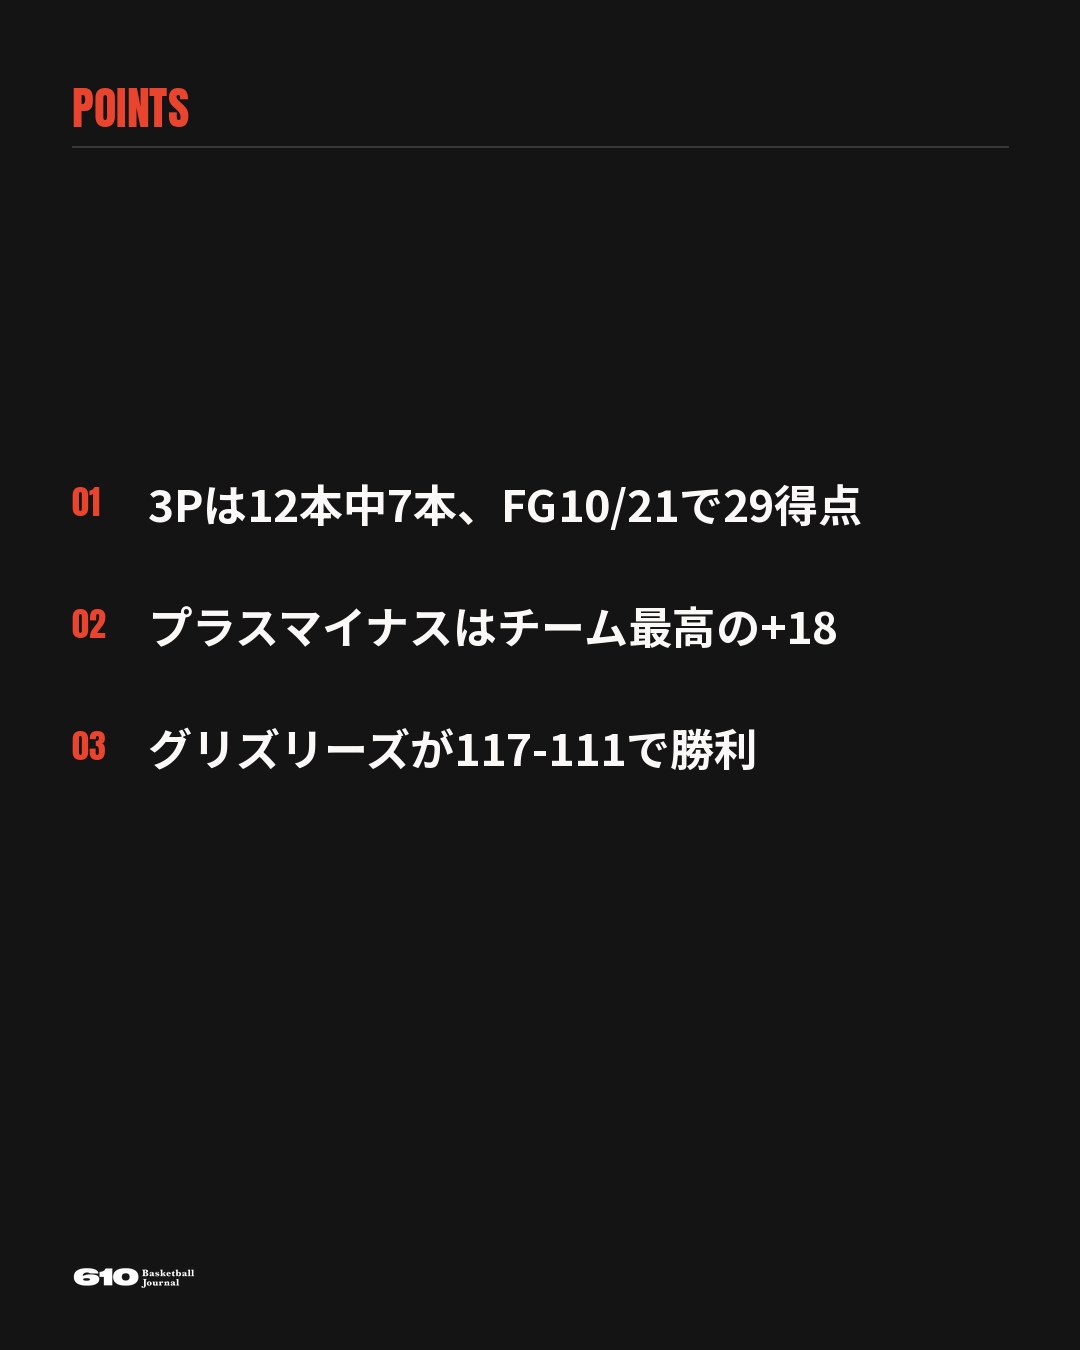 POINTS
01 3Pは12本中7本、FG10/21で29得点
02 プラスマイナスはチーム最高の+18
03 グリズリーズが117-111で勝利
610 Basketball
Journal